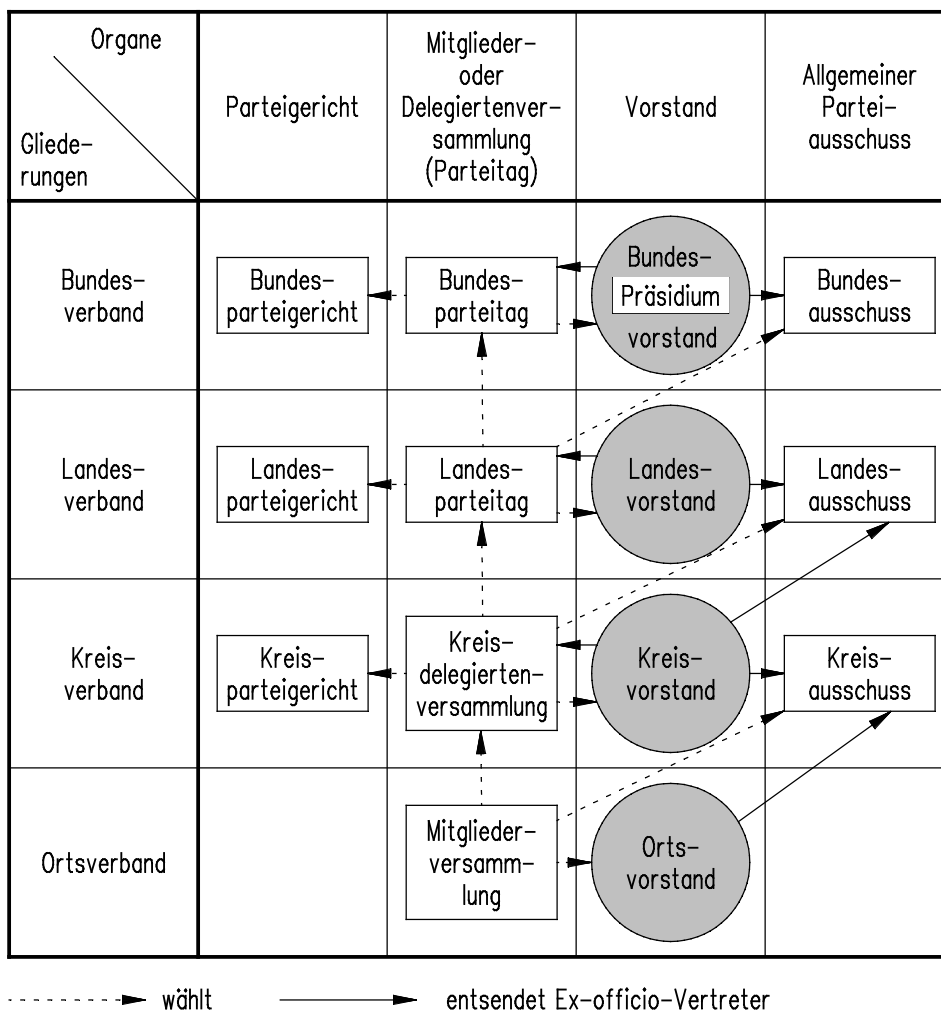 Organe
Gliede-
rungen
Parteigericht
Mitglieder-
oder
Delegiertenver-
sammlung
(Parteitag)
Vorstand
Allgemeiner
Partei-
ausschuss
Bundes-
verband
Bundes-
parteigericht
Bundes-
parteitag
Bundes-
Präsidium
vorstand
Bundes-
ausschuss
Landes-
verband
Landes-
parteigericht
Landes-
parteitag
Landes-
vorstand
Landes-
ausschuss
Kreis-
verband
Kreis-
parteigericht
Kreis-
delegierten-
versammlung
Kreis-
vorstand
Kreis-
ausschuss
Ortsverband
Mitglieder-
versamm-
lung
Orts-
vorstand
wählt
entsendet Ex-officio-Vertreter